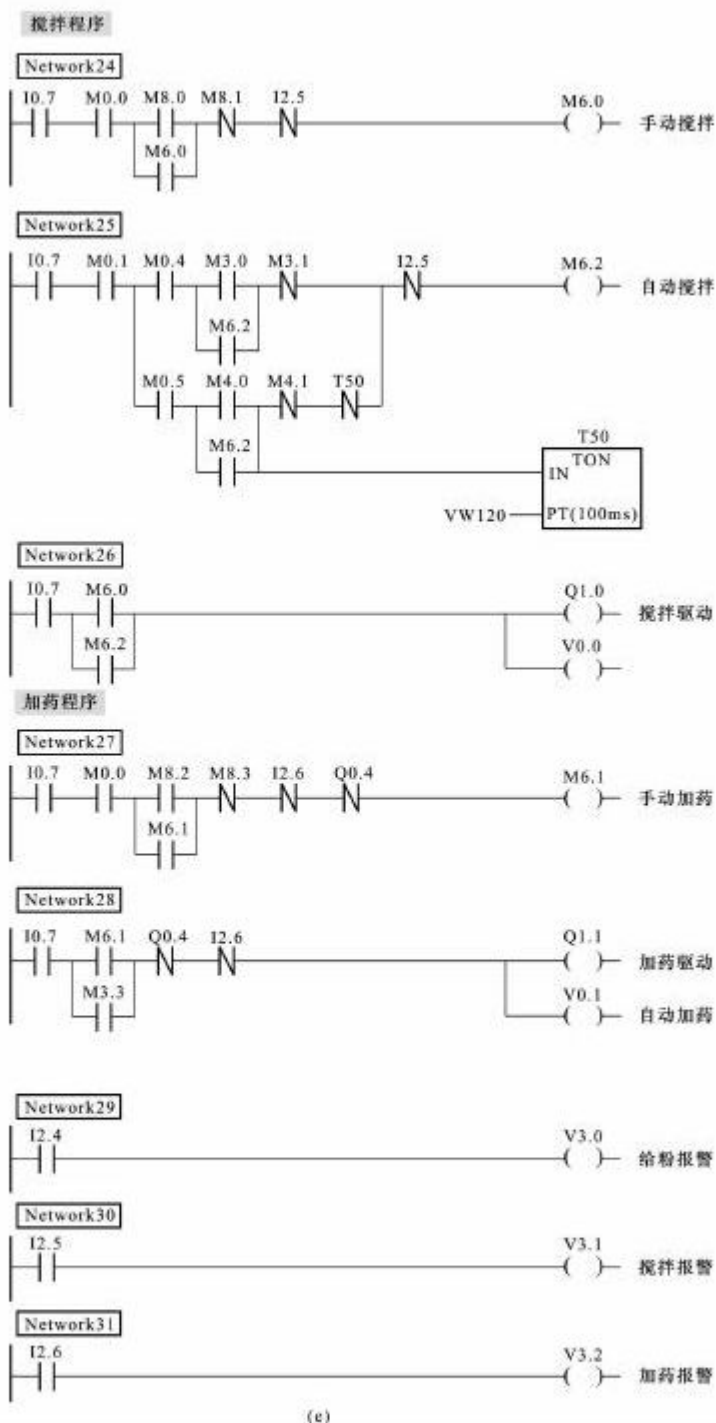 搅拌程序
Network24
I0.7 M0.0 M8.0 M8.1 I2.5 M6.0
手动搅拌
M6.0
Network25
I0.7 M0.1 M0.4 M3.0 M3.1 I2.5 M6.2
自动搅拌
M6.2
M0.5 M4.0 M4.1 T50
M6.2
T50
TON
IN
VW120 PT(100ms)
Network26
I0.7 M6.0 Q1.0
搅拌驱动
M6.2 V0.0
加药程序
Network27
I0.7 M0.0 M8.2 M8.3 I2.6 Q0.4 M6.1
手动加药
M6.1
Network28
I0.7 M6.1 Q0.4 I2.6 Q1.1
加药驱动
M3.3 V0.1
自动加药
Network29
I2.4 V3.0
给粉报警
Network30
I2.5 V3.1
搅拌报警
Network31
I2.6 V3.2
加药报警
(e)